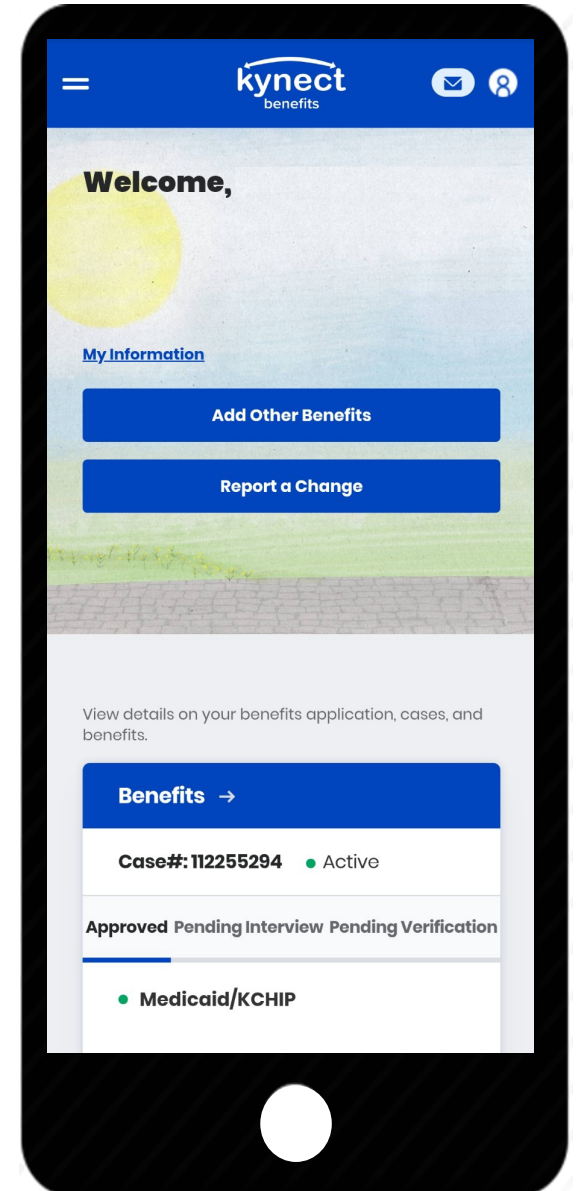 kynect
benefits
Welcome,
My Information
Add Other Benefits
Report a Change
View details on your benefits application, cases, and
benefits.
Benefits →
Case#: 112255294 ● Active
Approved Pending Interview Pending Verification
● Medicaid/KCHIP